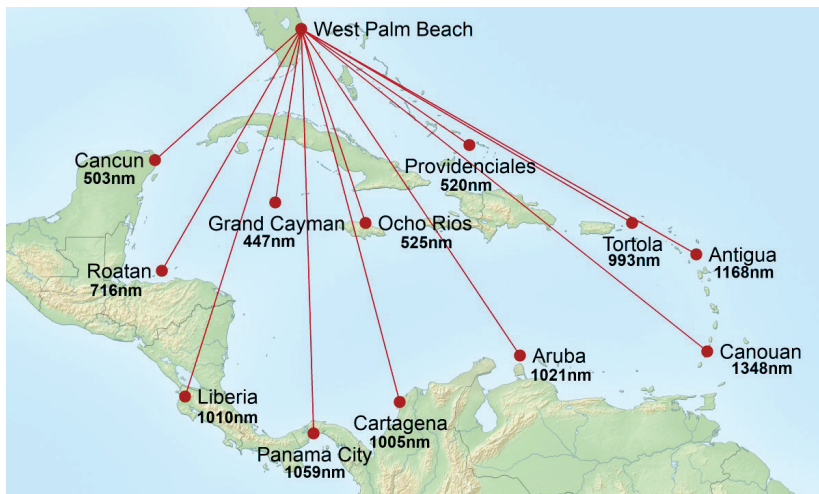 West Palm Beach
Cancun
503nm
Providenciales
520nm
Grand Cayman
447nm
Ocho Rios
525nm
Tortola
993nm
Antigua
1168nm
Roatan
716nm
Aruba
1021nm
Canouan
1348nm
Liberia
1010nm
Cartagena
1005nm
Panama City
1059nm